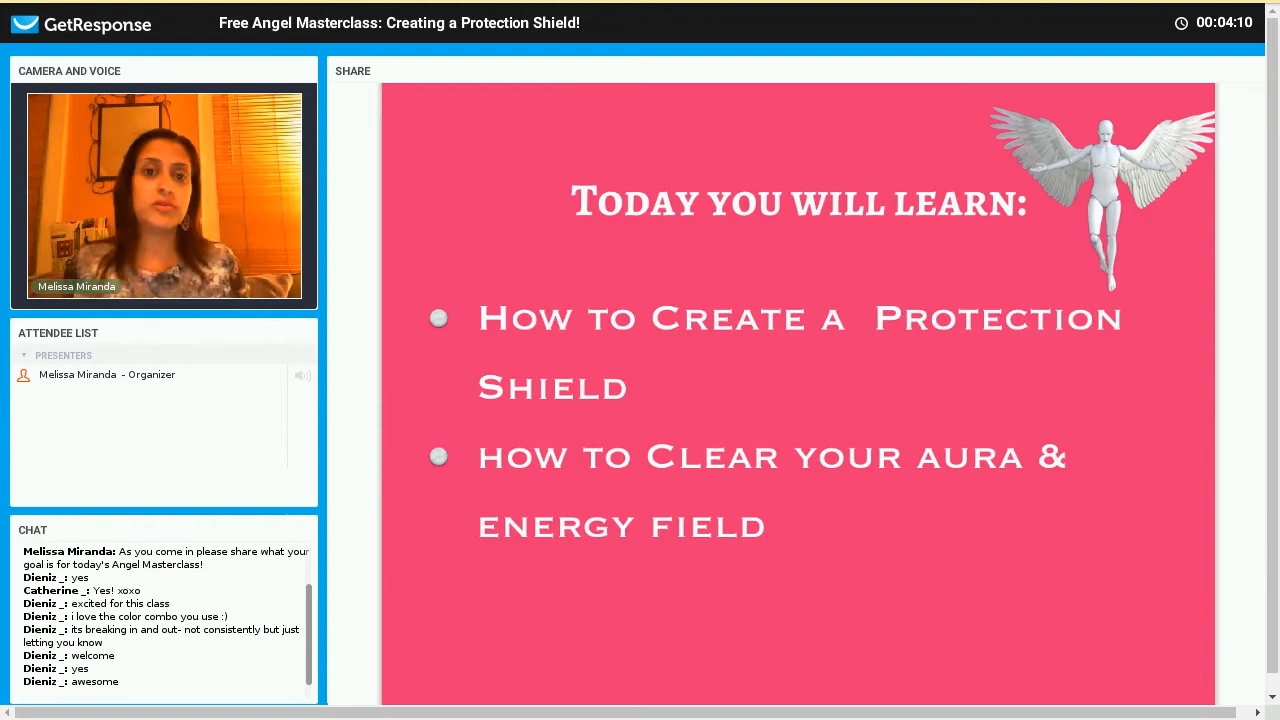 GetResponse
Free Angel Masterclass: Creating a Protection Shield!
00:04:10
CAMERA AND VOICE
Melissa Miranda
ATTENDEE LIST
PRESENTERS
Melissa Miranda - Organizer
CHAT
Melissa Miranda: As you come in please share what your
goal is for today's Angel Masterclass!
Dieniz _: yes
Catherine _: Yes! xoxo
Dieniz _: excited for this class
Dieniz _: i love the color combo you use :)
Dieniz _: its breaking in and out- not consistently but just
letting you know
Dieniz _: welcome
Dieniz _: yes
Dieniz _: awesome
SHARE
Today you will learn:
How to Create a Protection
Shield
how to Clear your aura &
energy field